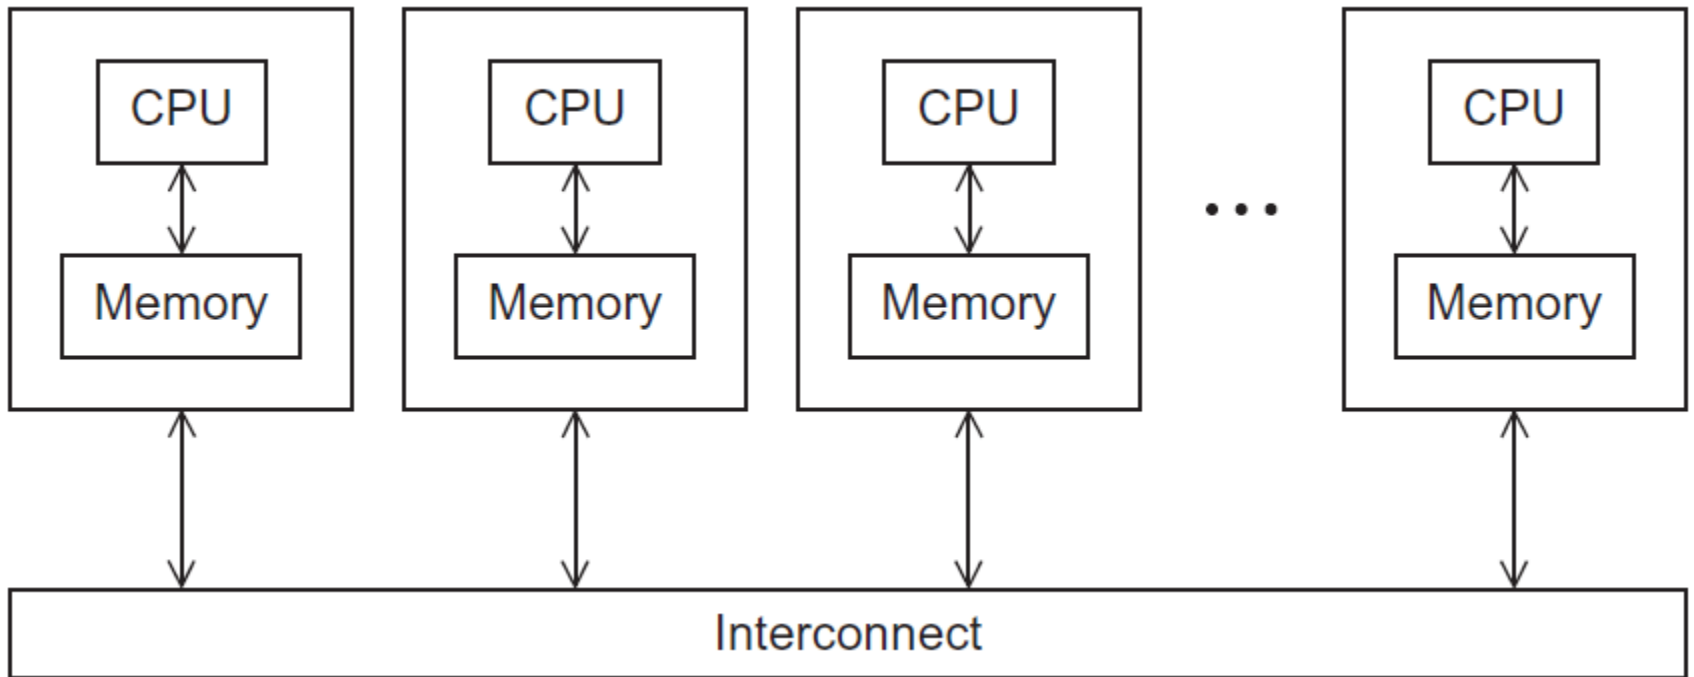 CPU CPU CPU CPU
• • •
Memory Memory Memory Memory
Interconnect